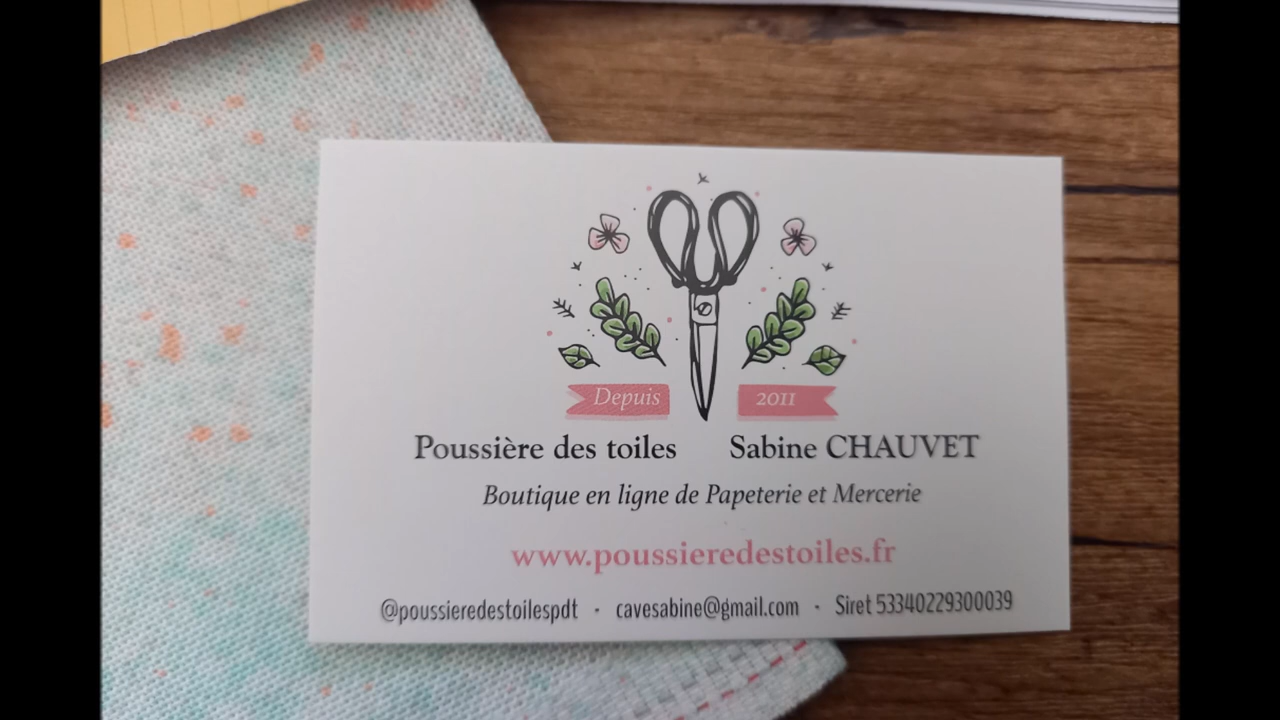 Depuis 2011
Poussière des toiles Sabine CHAUVET
Boutique en ligne de Papeterie et Mercerie
www.poussieredestoiles.fr
@poussieredestoilespdt · cavesabine@gmail.com · Siret 53340229300039